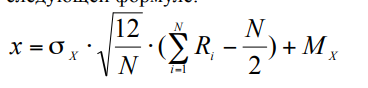 следующей формуле:
x = σ_X · √(12/N) · (∑_{i=1}^{N} R_i − N/2) + M_X